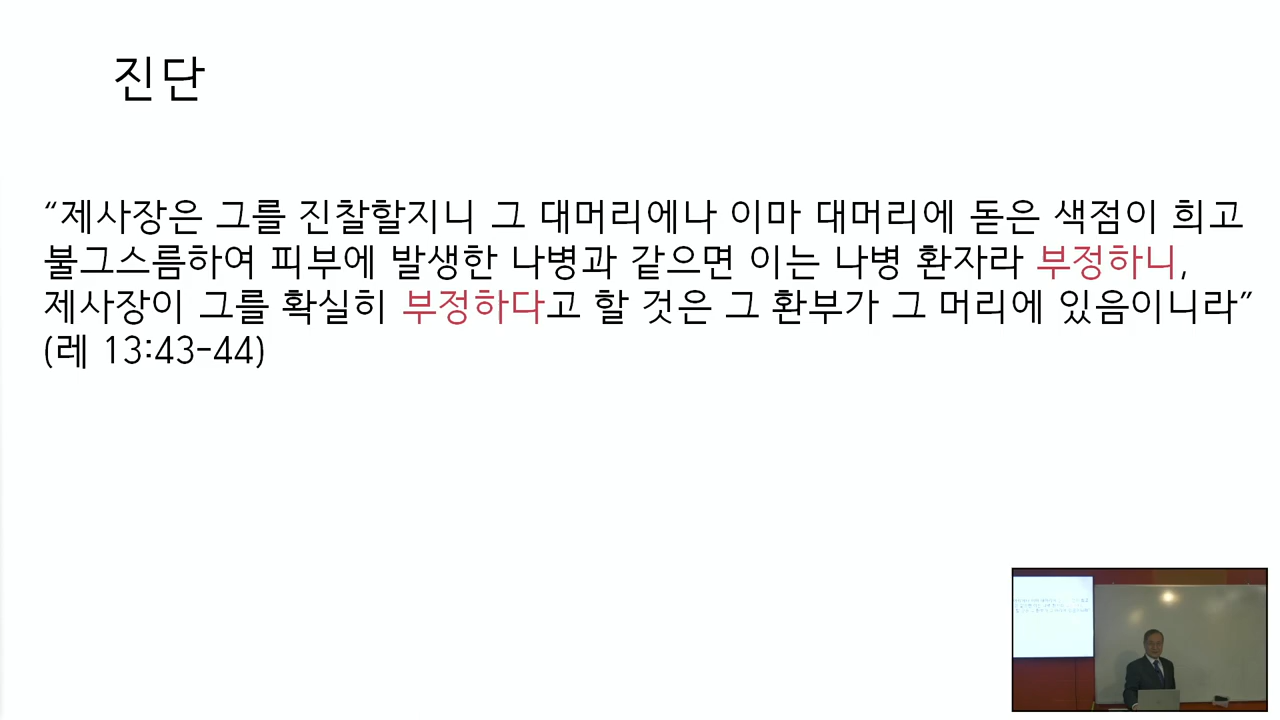 진단
“제사장은 그를 진찰할지니 그 대머리에나 이마 대머리에 돋은 색점이 희고
불그스름하여 피부에 발생한 나병과 같으면 이는 나병 환자라 부정하니,
제사장이 그를 확실히 부정하다고 할 것은 그 환부가 그 머리에 있음이니라”
(레 13:43-44)